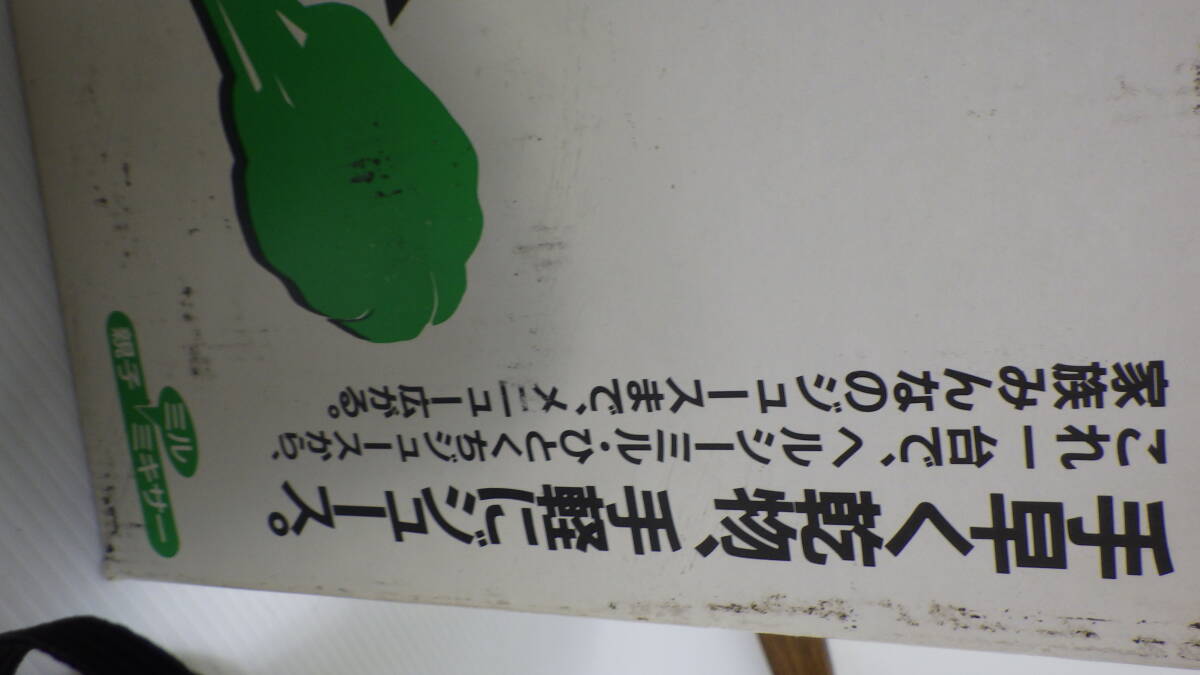 手早く乾物、手軽にジュース。
これ一台で、ヘルシーミル・ひとくちジュースから、
家族みんなのジュースまで、メニュー広がる。
ミル
親子ミキサー